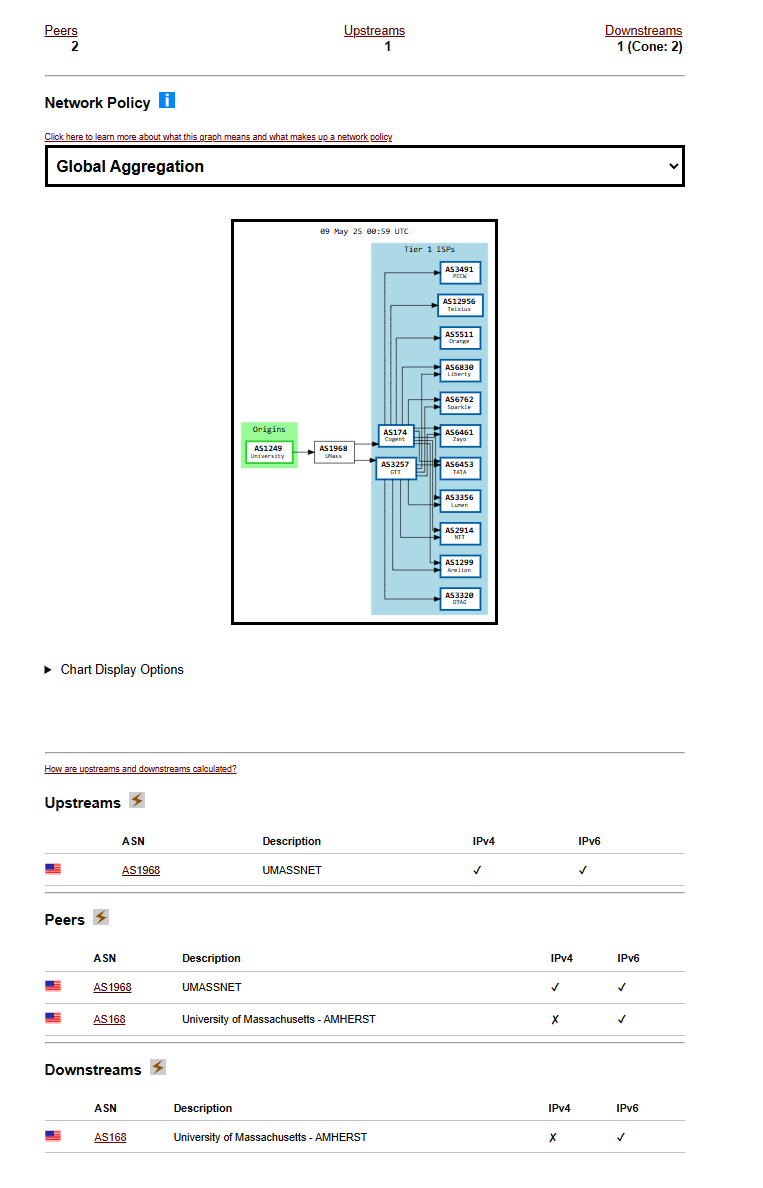 Peers Upstreams Downstreams
2 1 1 (Cone: 2)
Network Policy i
Click here to learn more about what this graph means and what makes up a network policy
Global Aggregation
09 May 25 00:59 UTC
Tier 1 ISPs
AS3491
PCCW
AS12956
Telxius
AS5511
Orange
AS6830
Liberty
AS6762
Sparkle
Origins
AS1249
University
AS1968
UMass
AS174
Cogent
AS6461
Zayo
AS3257
GTT
AS6453
TATA
AS3356
Lumen
AS2914
NTT
AS1299
Arelion
AS3320
DTAG
Chart Display Options
How are upstreams and downstreams calculated?
Upstreams
ASN Description IPv4 IPv6
AS1968 UMASSNET ✓ ✓
Peers
ASN Description IPv4 IPv6
AS1968 UMASSNET ✓ ✓
AS168 University of Massachusetts - AMHERST ✗ ✓
Downstreams
ASN Description IPv4 IPv6
AS168 University of Massachusetts - AMHERST ✗ ✓